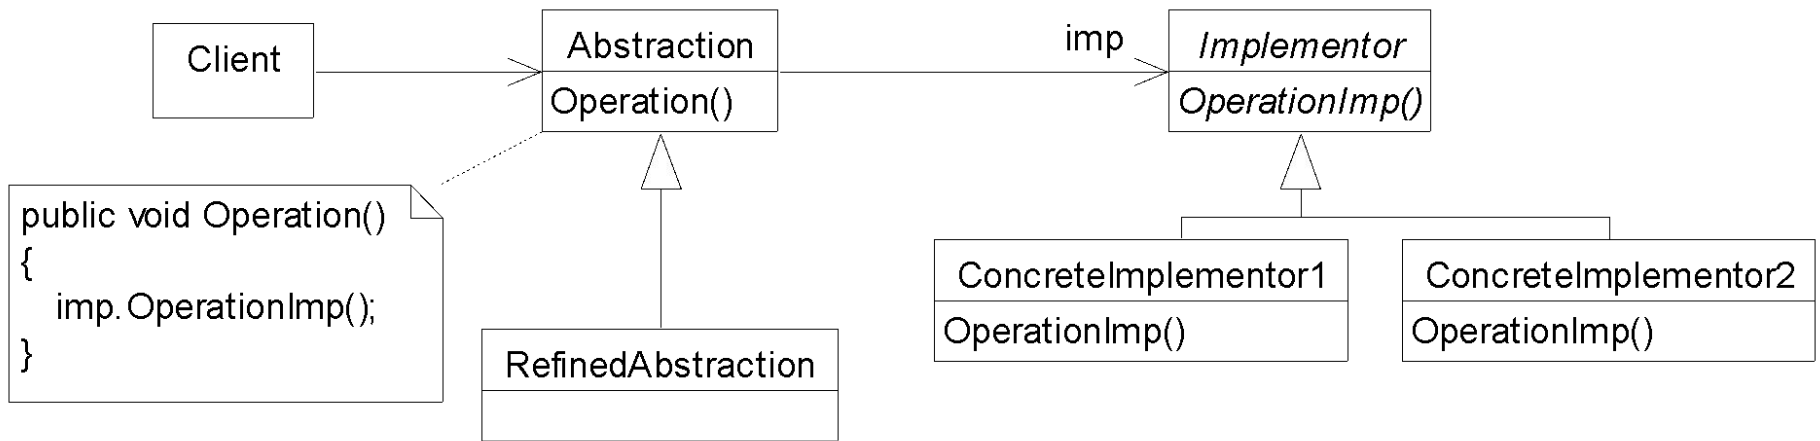 Client
Abstraction
Operation()
imp
Implementor
OperationImp()
public void Operation()
{
imp.OperationImp();
}
RefinedAbstraction
ConcreteImplementor1
OperationImp()
ConcreteImplementor2
OperationImp()